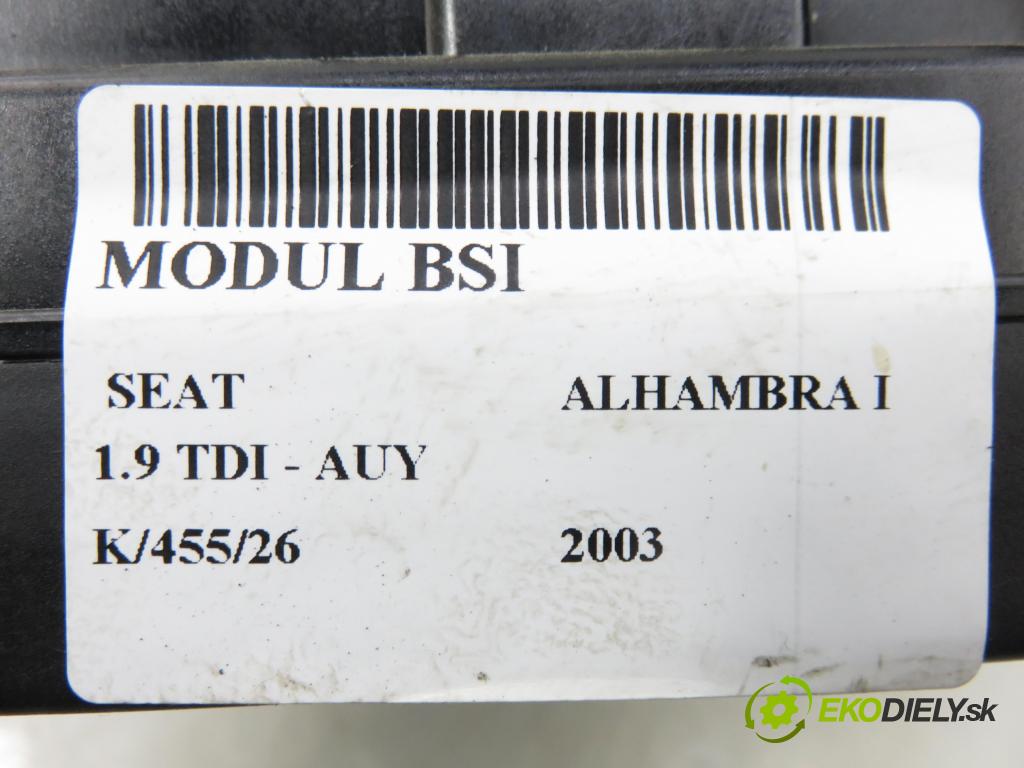 MODUL BSI
SEAT ALHAMBRA I
1.9 TDI - AUY
K/455/26 2003
EKODIELY.sk